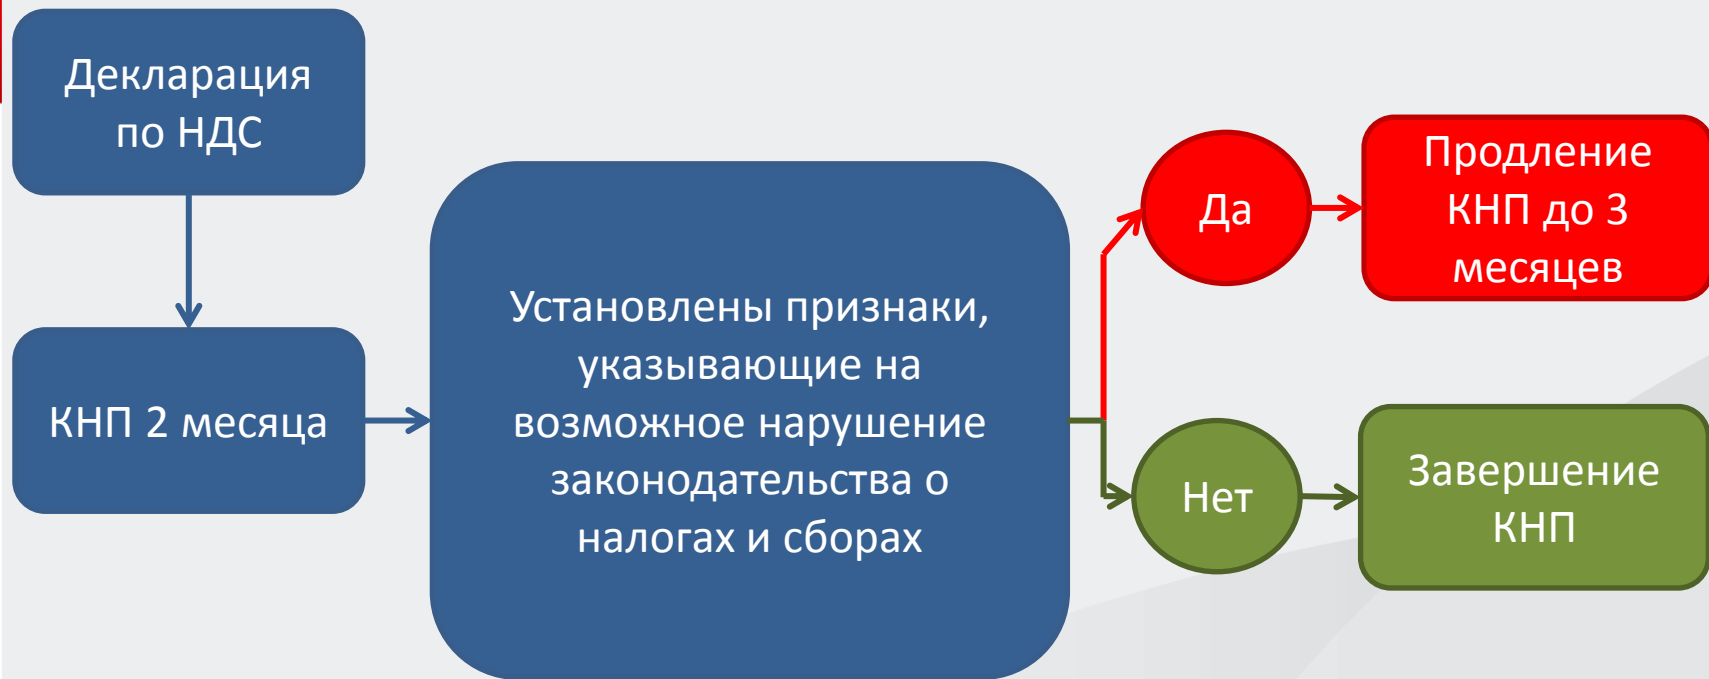 Декларация
по НДС
КНП 2 месяца
Установлены признаки,
указывающие на
возможное нарушение
законодательства о
налогах и сборах
Да
Продление
КНП до 3
месяцев
Нет
Завершение
КНП